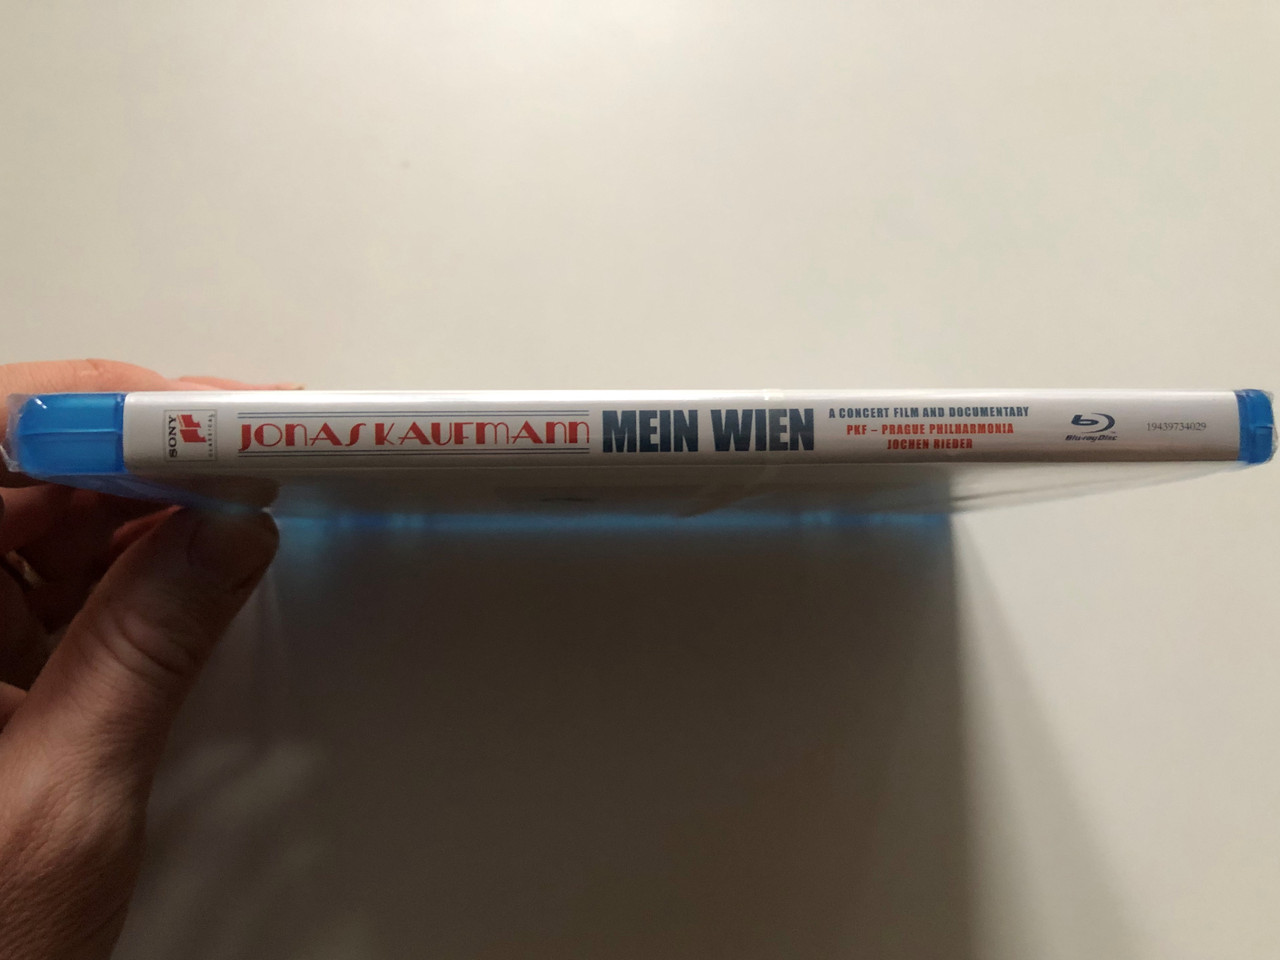 SONY
CLASSICAL
JONAS KAUFMANN
MEIN WIEN
A CONCERT FILM AND DOCUMENTARY
PKF – PRAGUE PHILHARMONIA
JOCHEN RIEDER
Blu-ray Disc
19439734029